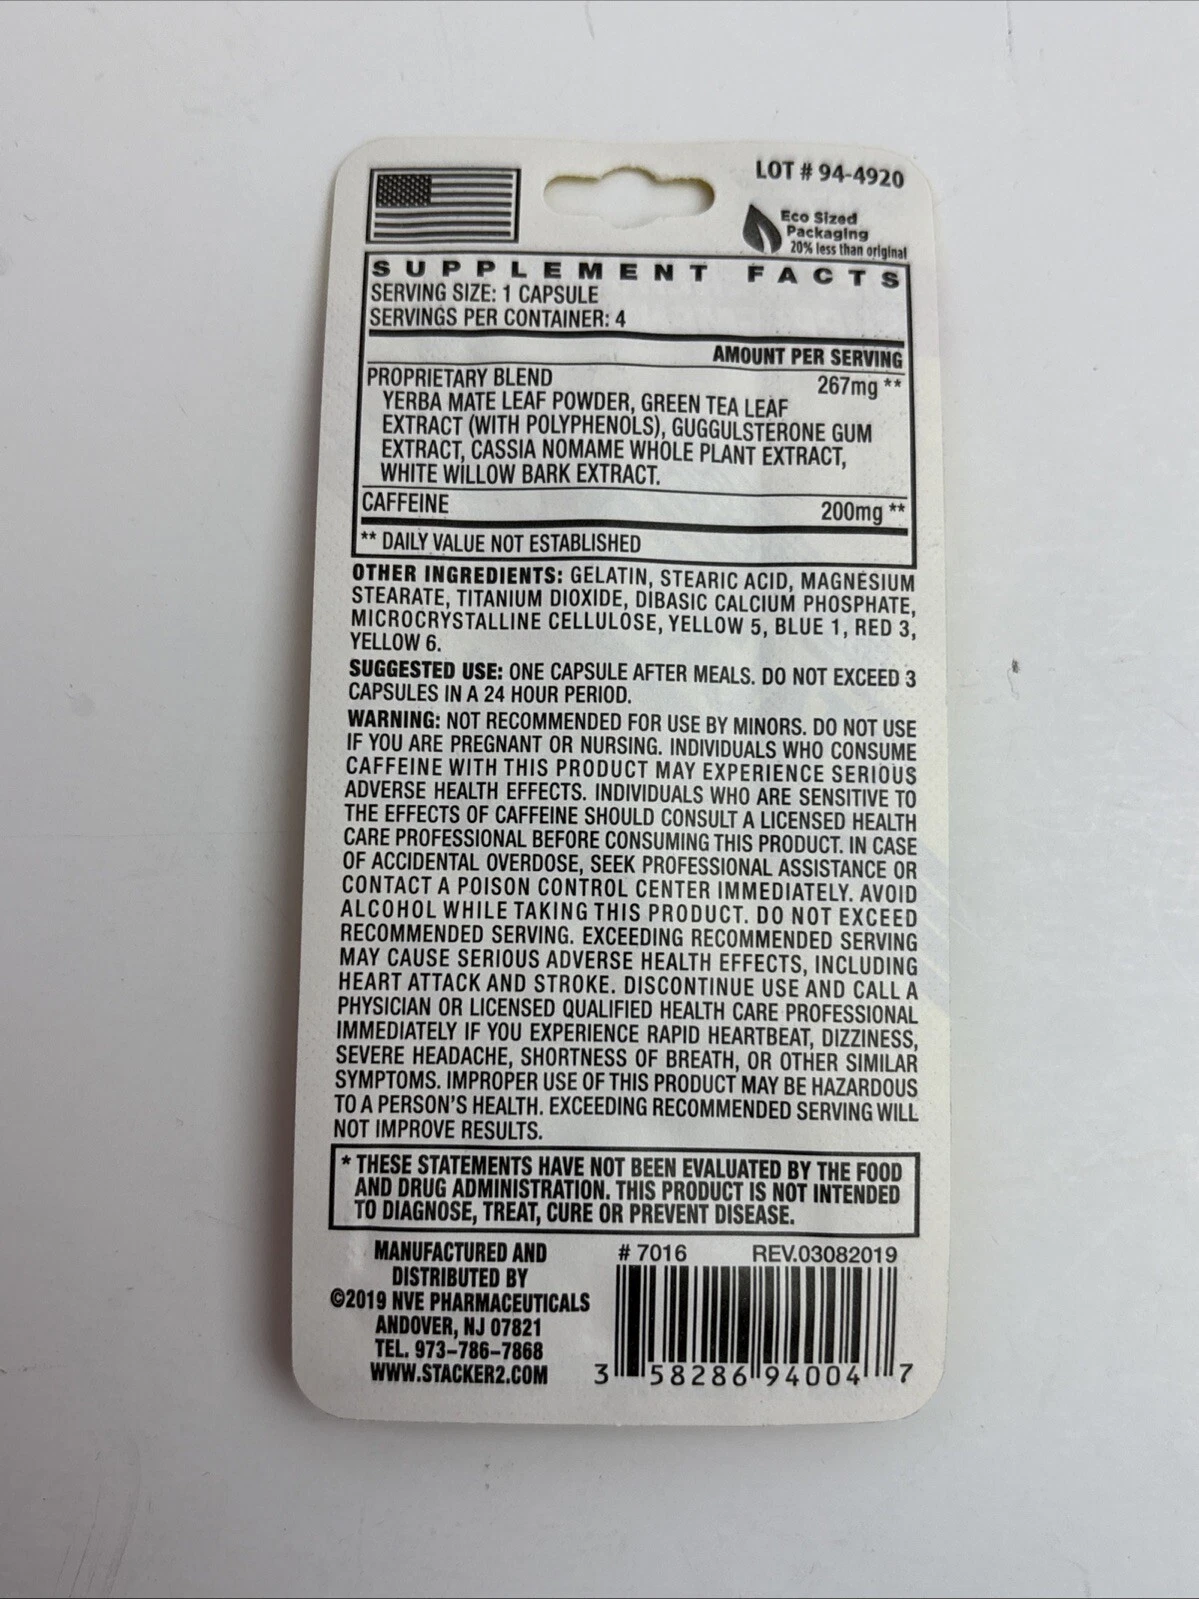 LOT # 94-4920
Eco Sized
Packaging
20% less than original
SUPPLEMENT FACTS
SERVING SIZE: 1 CAPSULE
SERVINGS PER CONTAINER: 4
AMOUNT PER SERVING
PROPRIETARY BLEND 267mg **
YERBA MATE LEAF POWDER, GREEN TEA LEAF
EXTRACT (WITH POLYPHENOLS), GUGGULSTERONE GUM
EXTRACT, CASSIA NOMAME WHOLE PLANT EXTRACT,
WHITE WILLOW BARK EXTRACT.
CAFFEINE 200mg **
** DAILY VALUE NOT ESTABLISHED
OTHER INGREDIENTS: GELATIN, STEARIC ACID, MAGNESIUM
STEARATE, TITANIUM DIOXIDE, DIBASIC CALCIUM PHOSPHATE,
MICROCRYSTALLINE CELLULOSE, YELLOW 5, BLUE 1, RED 3,
YELLOW 6.
SUGGESTED USE: ONE CAPSULE AFTER MEALS. DO NOT EXCEED 3
CAPSULES IN A 24 HOUR PERIOD.
WARNING: NOT RECOMMENDED FOR USE BY MINORS. DO NOT USE
IF YOU ARE PREGNANT OR NURSING. INDIVIDUALS WHO CONSUME
CAFFEINE WITH THIS PRODUCT MAY EXPERIENCE SERIOUS
ADVERSE HEALTH EFFECTS. INDIVIDUALS WHO ARE SENSITIVE TO
THE EFFECTS OF CAFFEINE SHOULD CONSULT A LICENSED HEALTH
CARE PROFESSIONAL BEFORE CONSUMING THIS PRODUCT. IN CASE
OF ACCIDENTAL OVERDOSE, SEEK PROFESSIONAL ASSISTANCE OR
CONTACT A POISON CONTROL CENTER IMMEDIATELY. AVOID
ALCOHOL WHILE TAKING THIS PRODUCT. DO NOT EXCEED
RECOMMENDED SERVING. EXCEEDING RECOMMENDED SERVING
MAY CAUSE SERIOUS ADVERSE HEALTH EFFECTS, INCLUDING
HEART ATTACK AND STROKE. DISCONTINUE USE AND CALL A
PHYSICIAN OR LICENSED QUALIFIED HEALTH CARE PROFESSIONAL
IMMEDIATELY IF YOU EXPERIENCE RAPID HEARTBEAT, DIZZINESS,
SEVERE HEADACHE, SHORTNESS OF BREATH, OR OTHER SIMILAR
SYMPTOMS. IMPROPER USE OF THIS PRODUCT MAY BE HAZARDOUS
TO A PERSON'S HEALTH. EXCEEDING RECOMMENDED SERVING WILL
NOT IMPROVE RESULTS.
* THESE STATEMENTS HAVE NOT BEEN EVALUATED BY THE FOOD
AND DRUG ADMINISTRATION. THIS PRODUCT IS NOT INTENDED
TO DIAGNOSE, TREAT, CURE OR PREVENT DISEASE.
MANUFACTURED AND
DISTRIBUTED BY
©2019 NVE PHARMACEUTICALS
ANDOVER, NJ 07821
TEL. 973-786-7868
WWW.STACKER2.COM
# 7016 REV.03082019
3 58286 94004 7